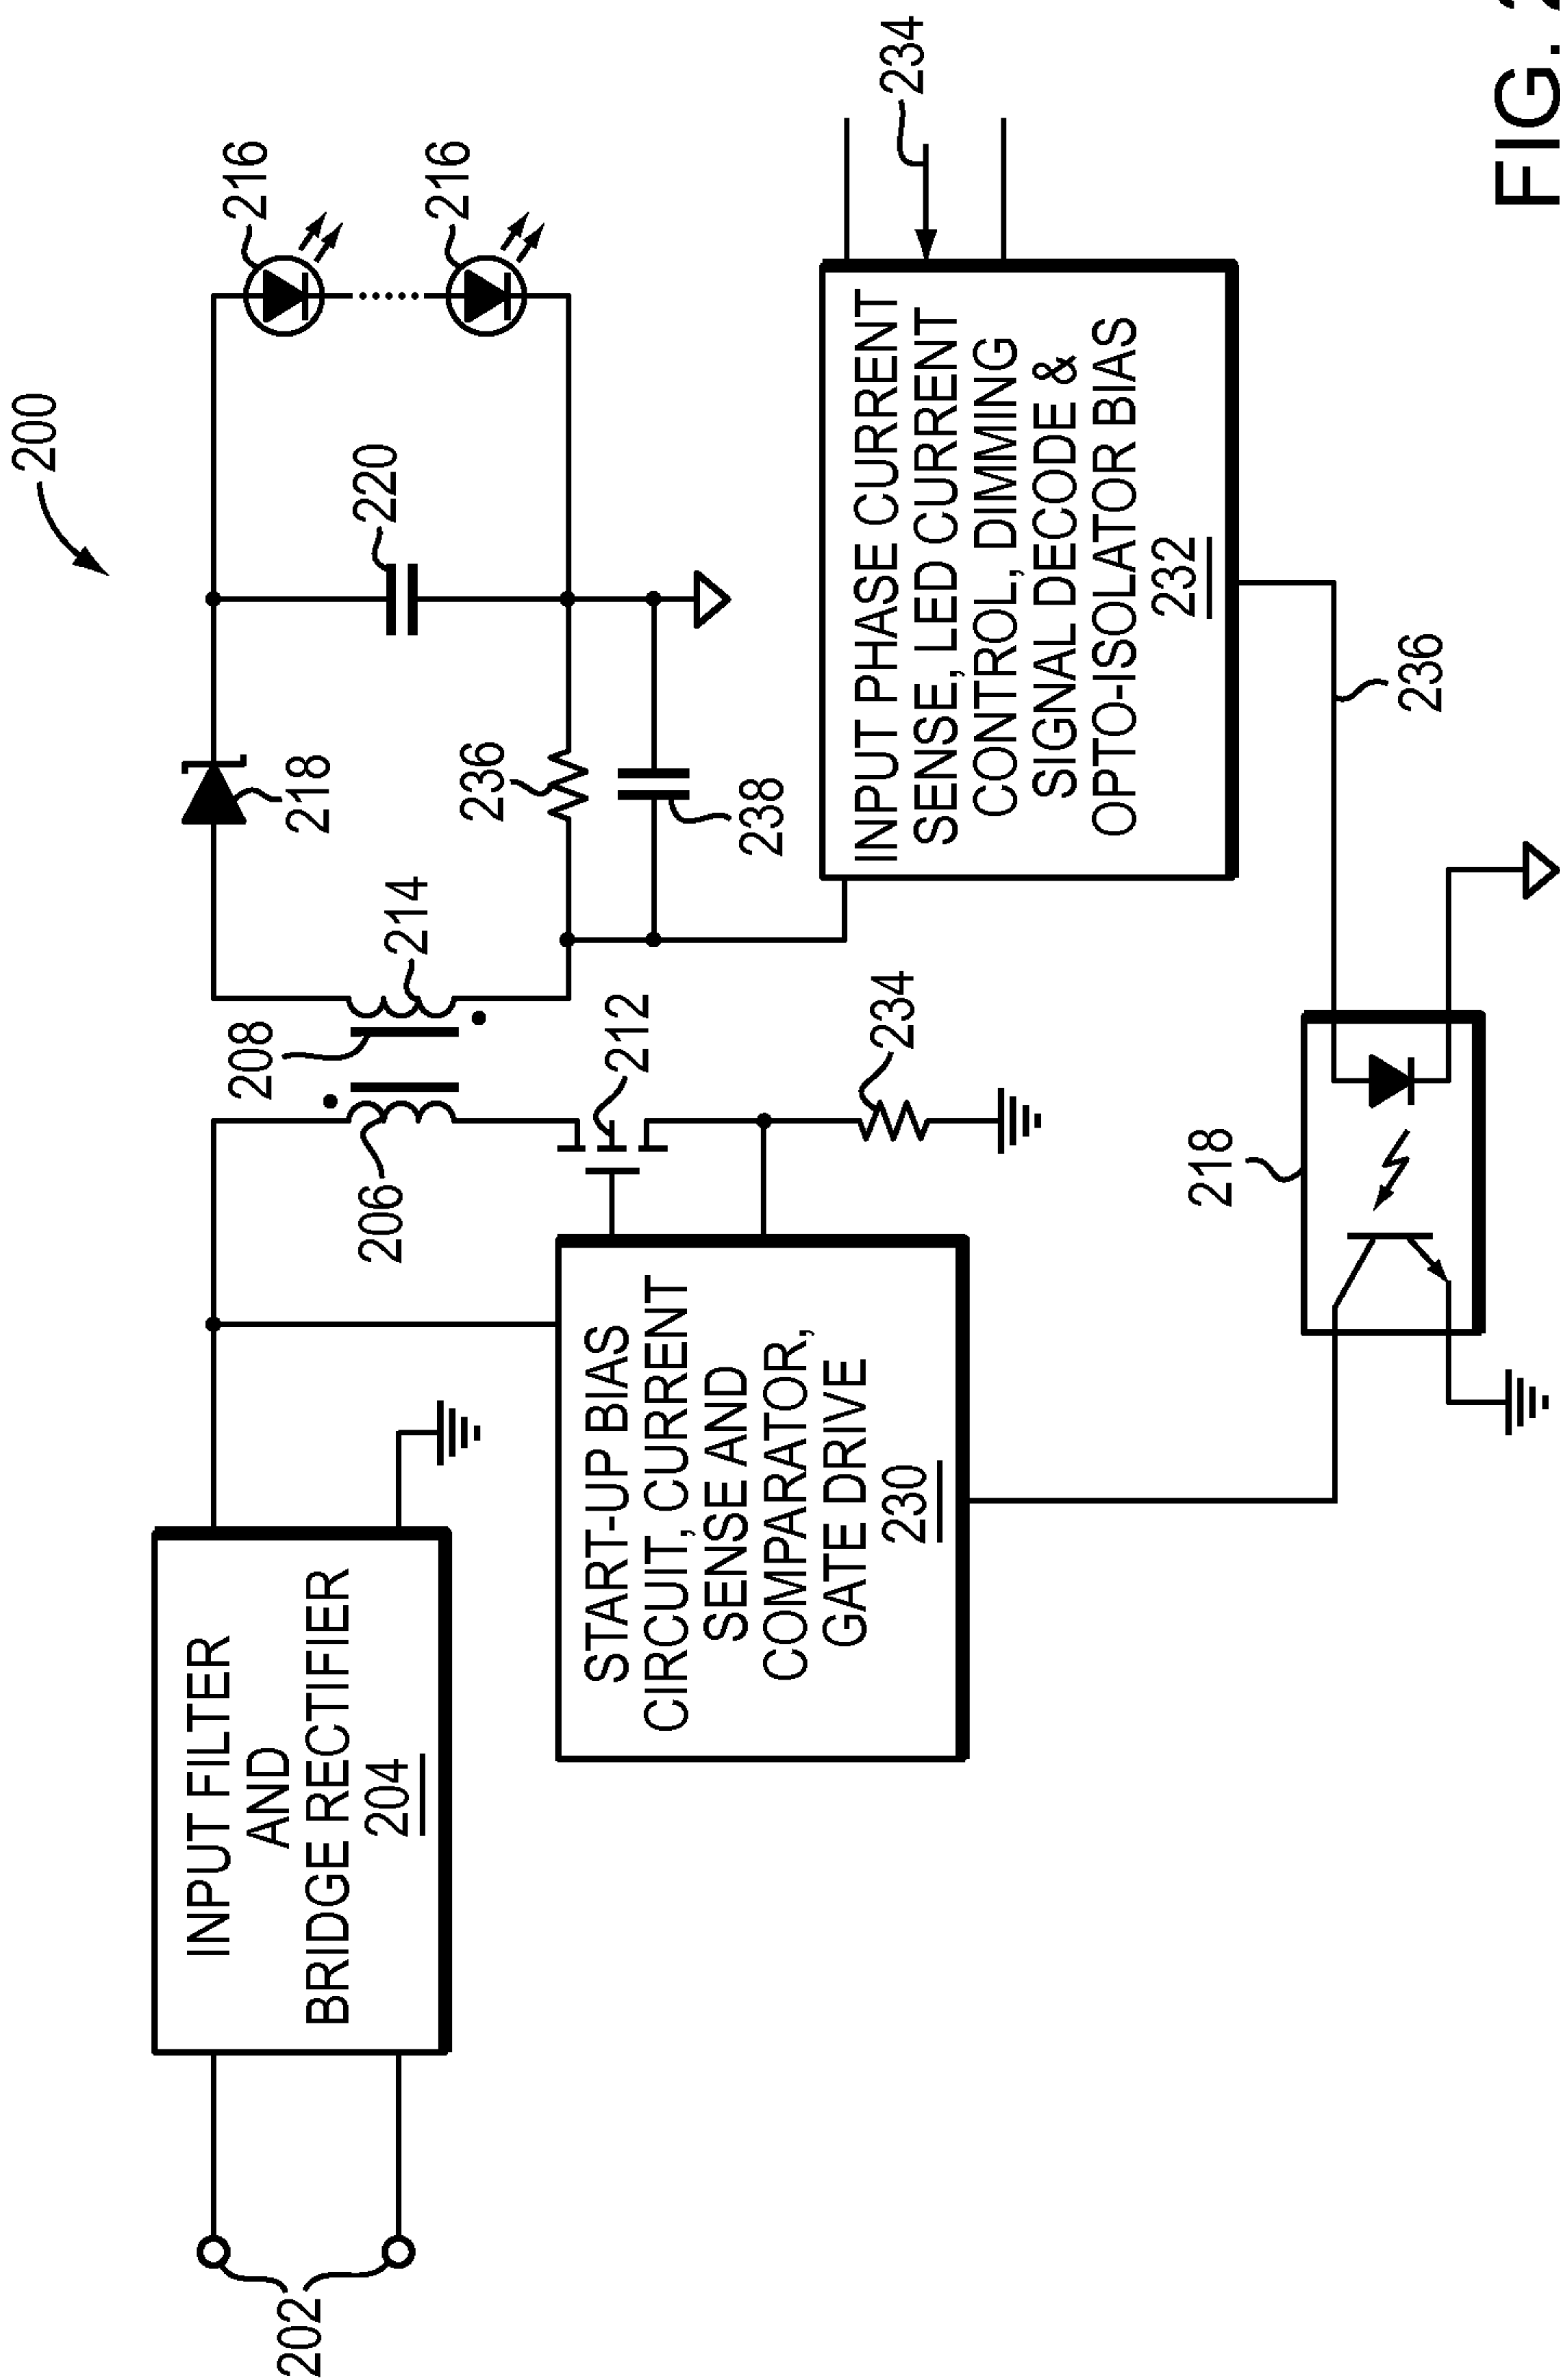 200
202
INPUT FILTER
AND
BRIDGE RECTIFIER
204
206
208
214
218
220
216
216
236
238
212
234
START-UP BIAS
CIRCUIT, CURRENT
SENSE AND
COMPARATOR,
GATE DRIVE
230
INPUT PHASE CURRENT
SENSE, LED CURRENT
CONTROL, DIMMING
SIGNAL DECODE &
OPTO-ISOLATOR BIAS
232
234
236
218
FIG. 2